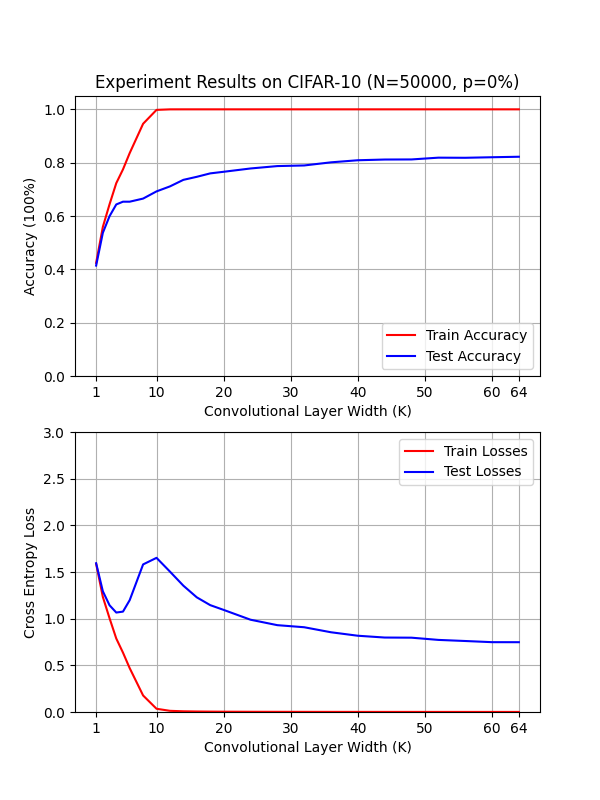 Experiment Results on CIFAR-10 (N=50000, p=0%)
1.0
0.8
0.6
0.4
0.2
0.0
Accuracy (100%)
Train Accuracy
Test Accuracy
1 10 20 30 40 50 60 64
Convolutional Layer Width (K)
3.0
2.5
2.0
1.5
1.0
0.5
0.0
Cross Entropy Loss
Train Losses
Test Losses
1 10 20 30 40 50 60 64
Convolutional Layer Width (K)